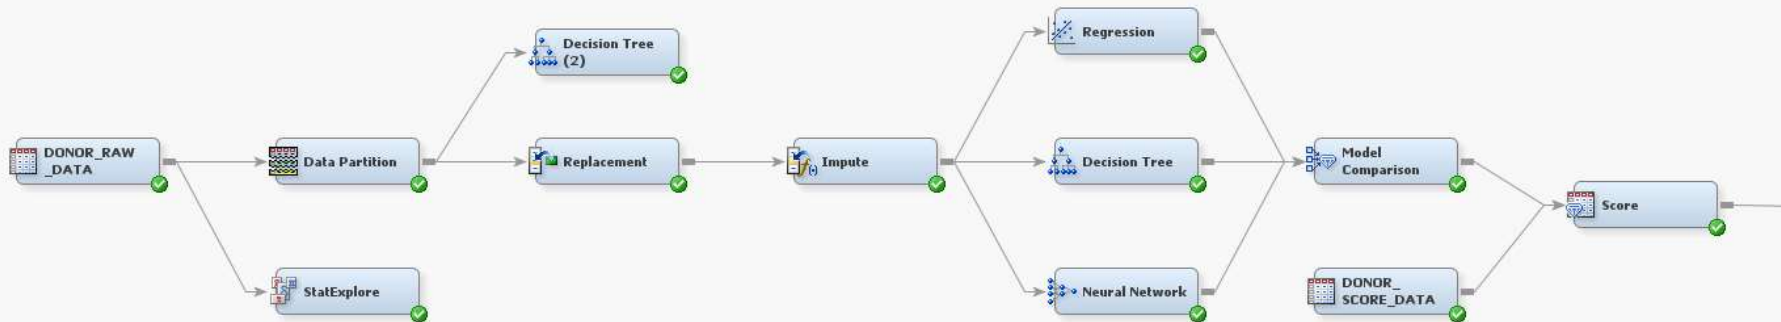 Decision Tree
(2)
Regression
DONOR_RAW
_DATA
Data Partition
Replacement
Impute
Decision Tree
Model
Comparison
Score
StatExplore
Neural Network
DONOR_
SCORE_DATA